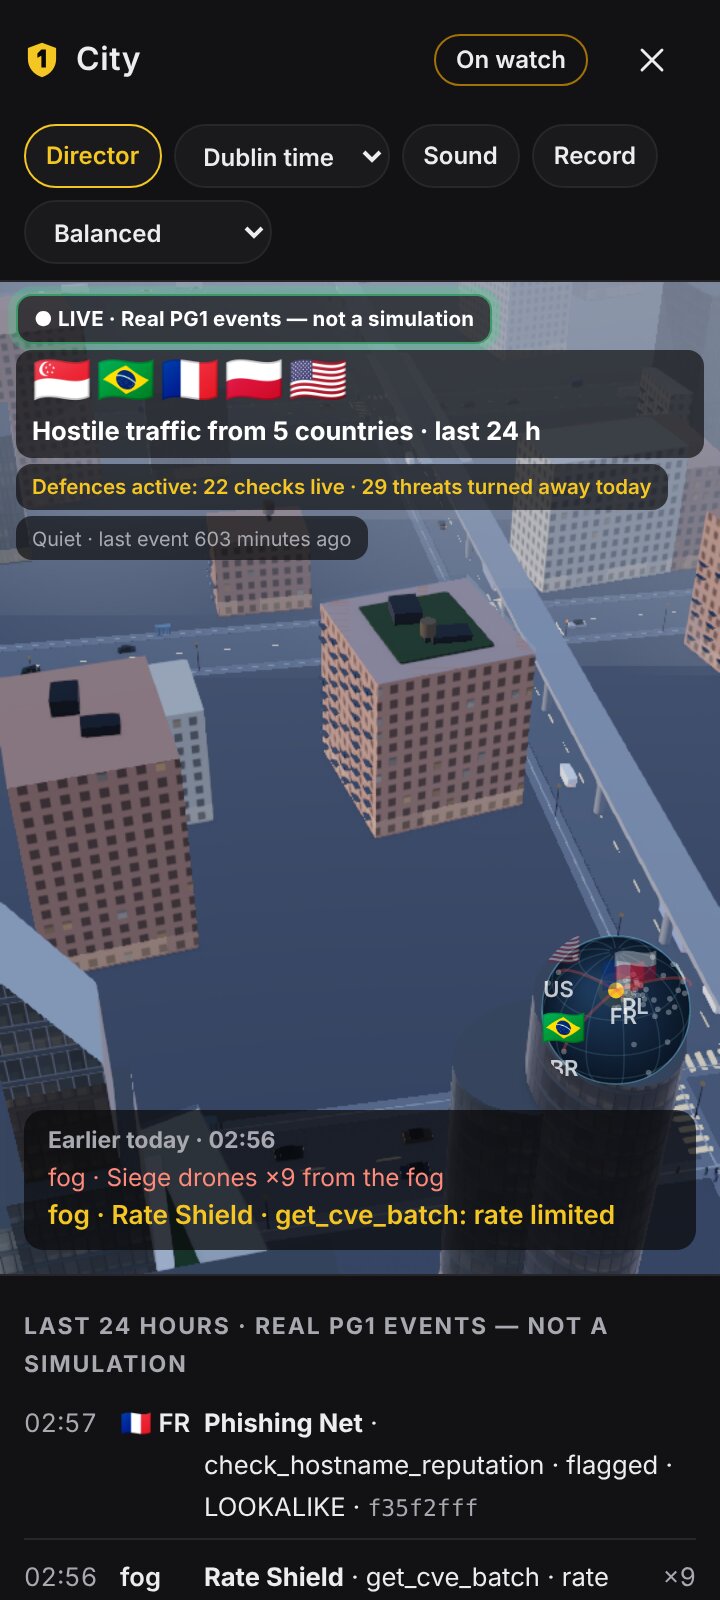 1 City
On watch
Director
Dublin time
Sound
Record
Balanced
LIVE · Real PG1 events — not a simulation
Hostile traffic from 5 countries · last 24 h
Defences active: 22 checks live · 29 threats turned away today
Quiet · last event 603 minutes ago
US
PL
FR
BR
Earlier today · 02:56
fog · Siege drones ×9 from the fog
fog · Rate Shield · get_cve_batch: rate limited
LAST 24 HOURS · REAL PG1 EVENTS — NOT A
SIMULATION
02:57 FR Phishing Net ·
check_hostname_reputation · flagged ·
LOOKALIKE · f35f2fff
02:56 fog Rate Shield · get_cve_batch · rate ×9